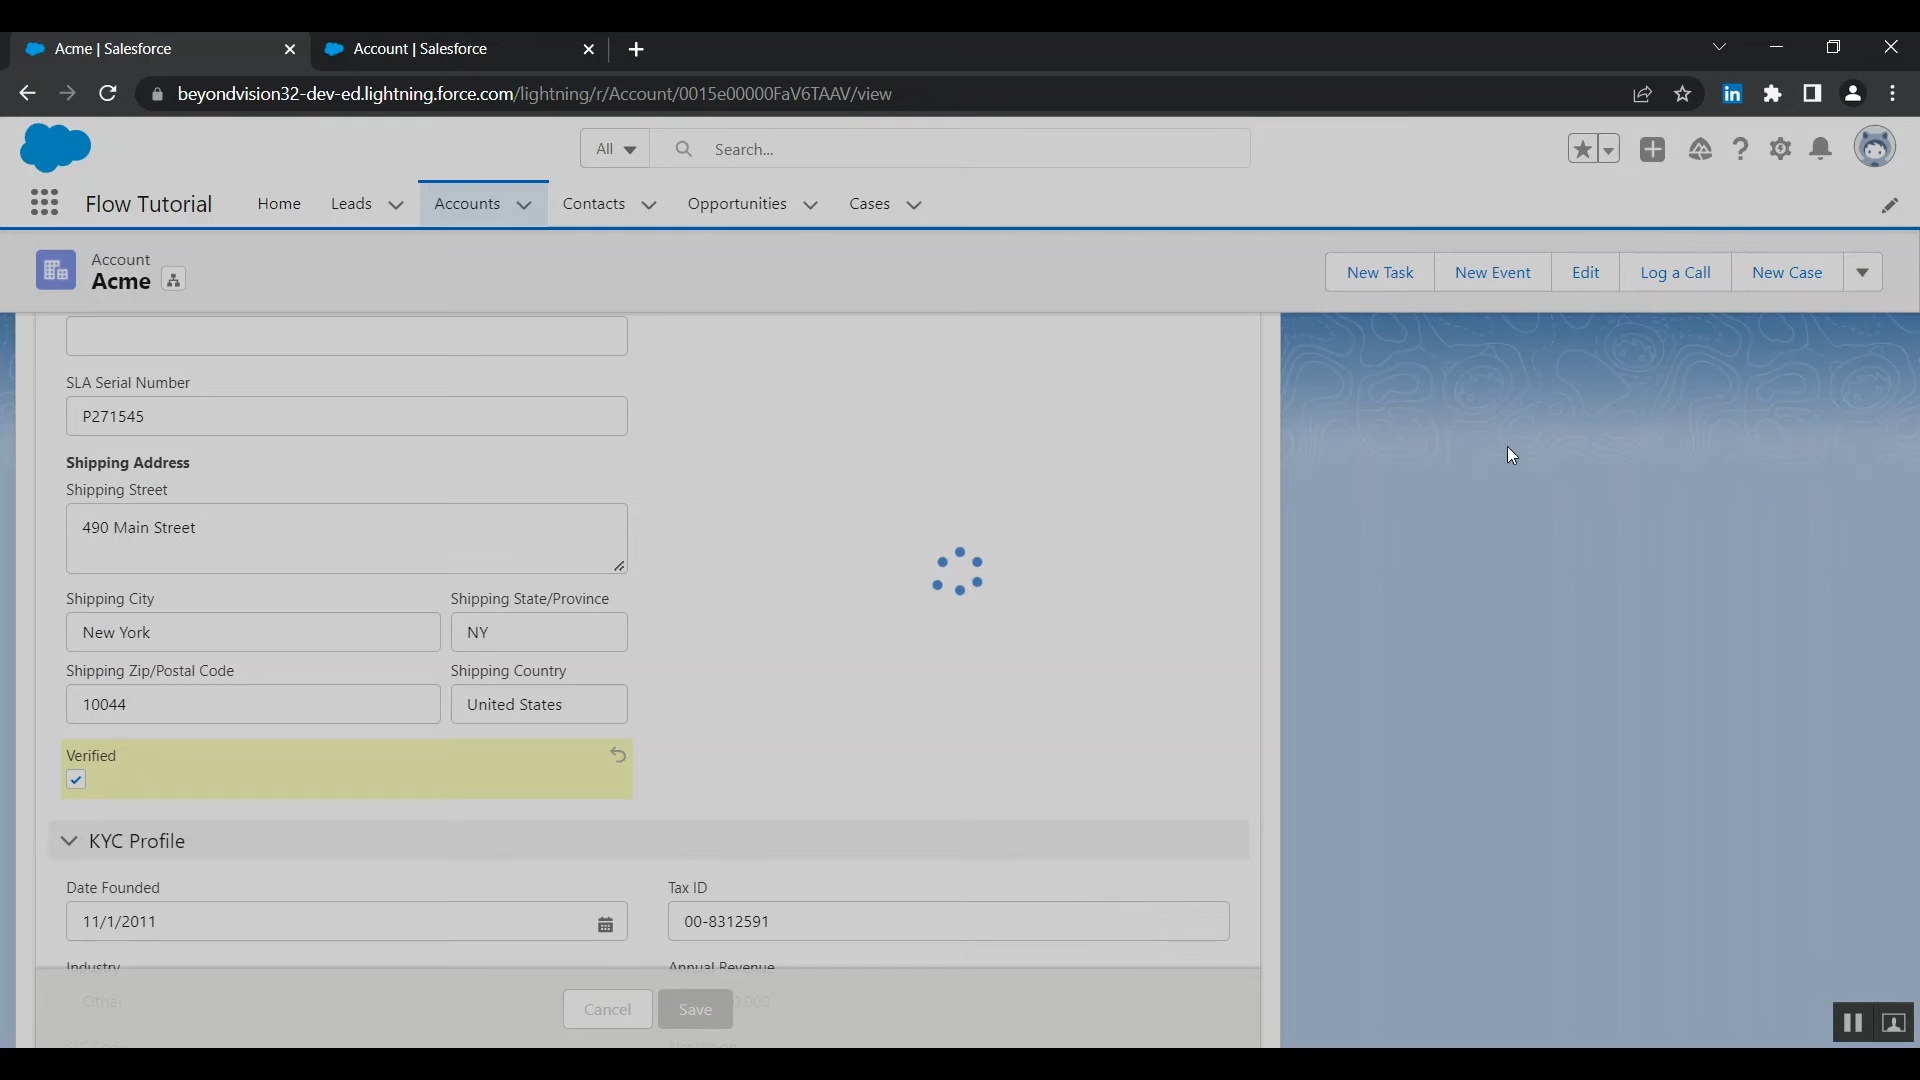 Acme | Salesforce
Account | Salesforce
beyondvision32-dev-ed.lightning.force.com/lightning/r/Account/0015e00000FaV6TAAV/view
in
All
Search...
Flow Tutorial
Home
Leads
Accounts
Contacts
Opportunities
Cases
Account
Acme
New Task
New Event
Edit
Log a Call
New Case
SLA Serial Number
P271545
Shipping Address
Shipping Street
490 Main Street
Shipping City
Shipping State/Province
New York
NY
Shipping Zip/Postal Code
Shipping Country
10044
United States
Verified
KYC Profile
Date Founded
Tax ID
11/1/2011
00-8312591
Industry
Annual Revenue
Other
Cancel
Save